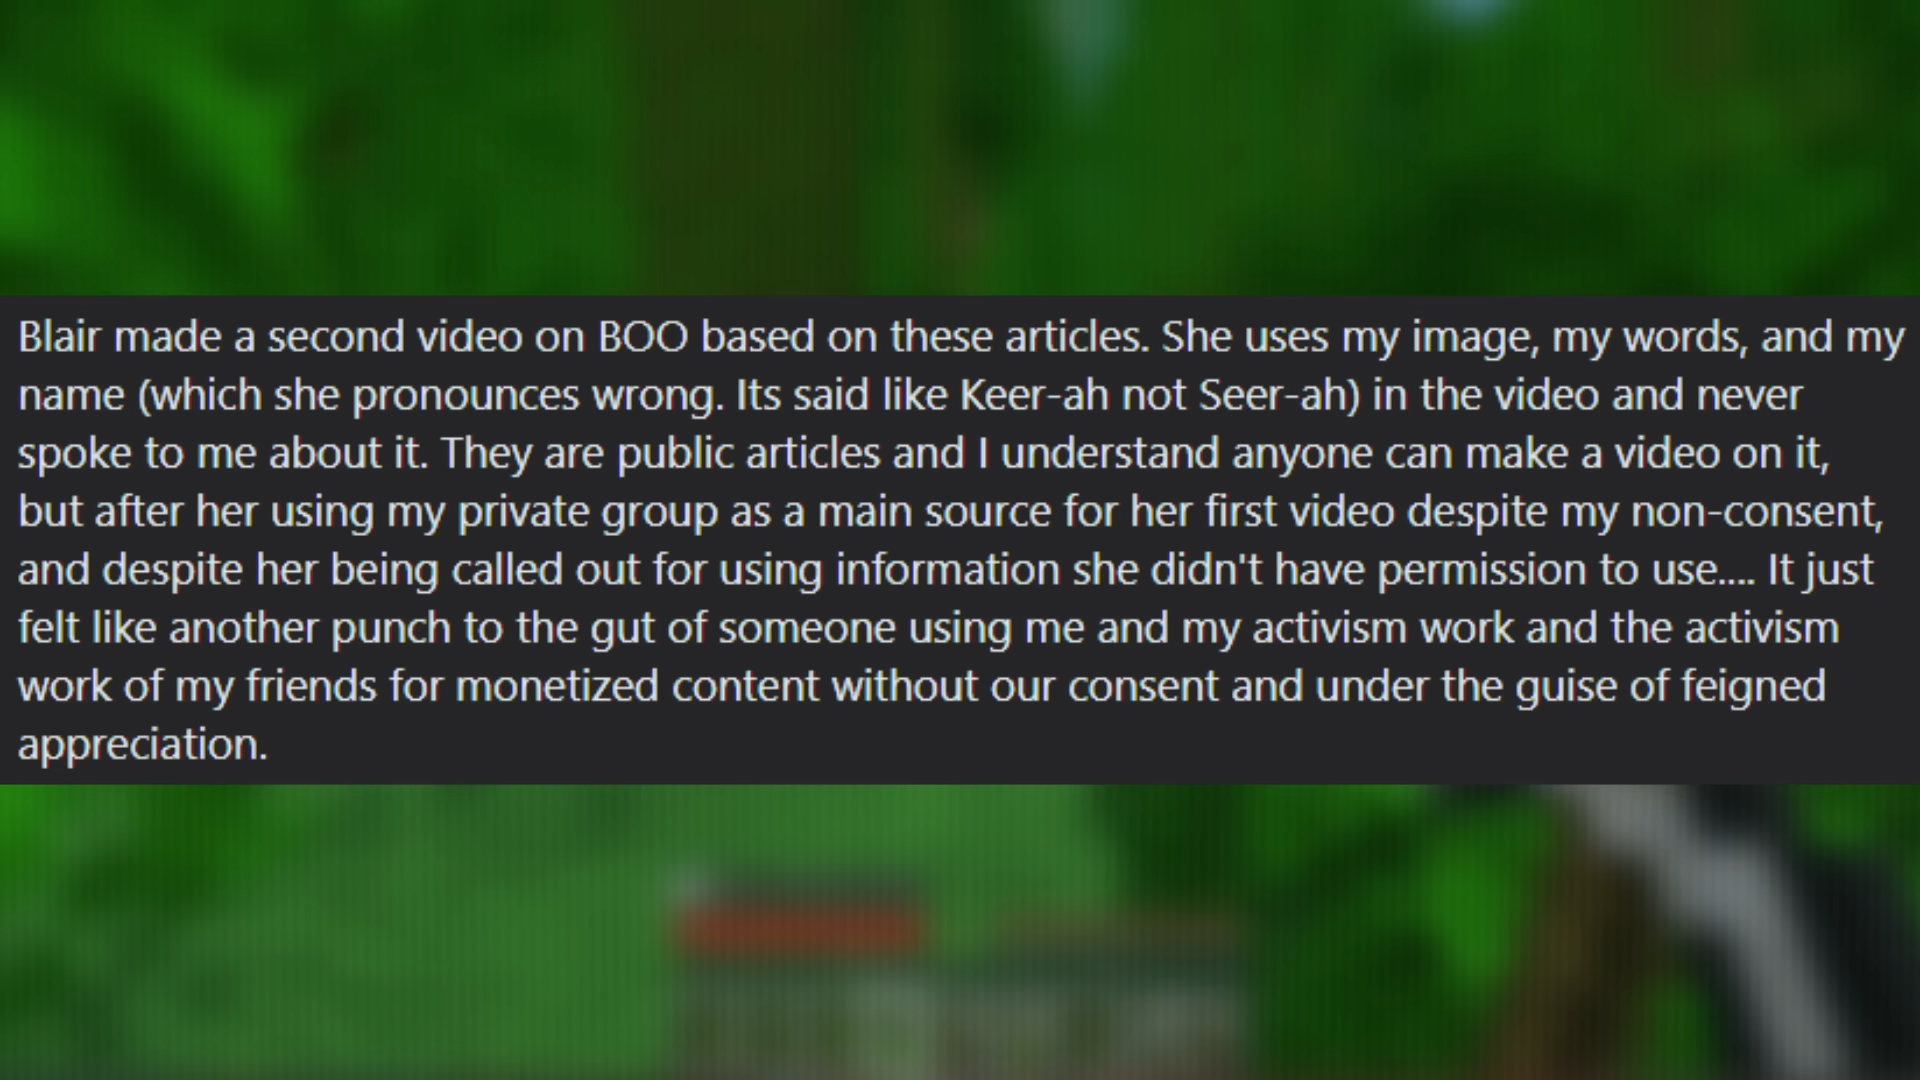 Blair made a second video on BOO based on these articles. She uses my image, my words, and my
name (which she pronounces wrong. Its said like Keer-ah not Seer-ah) in the video and never
spoke to me about it. They are public articles and I understand anyone can make a video on it,
but after her using my private group as a main source for her first video despite my non-consent,
and despite her being called out for using information she didn't have permission to use.... It just
felt like another punch to the gut of someone using me and my activism work and the activism
work of my friends for monetized content without our consent and under the guise of feigned
appreciation.